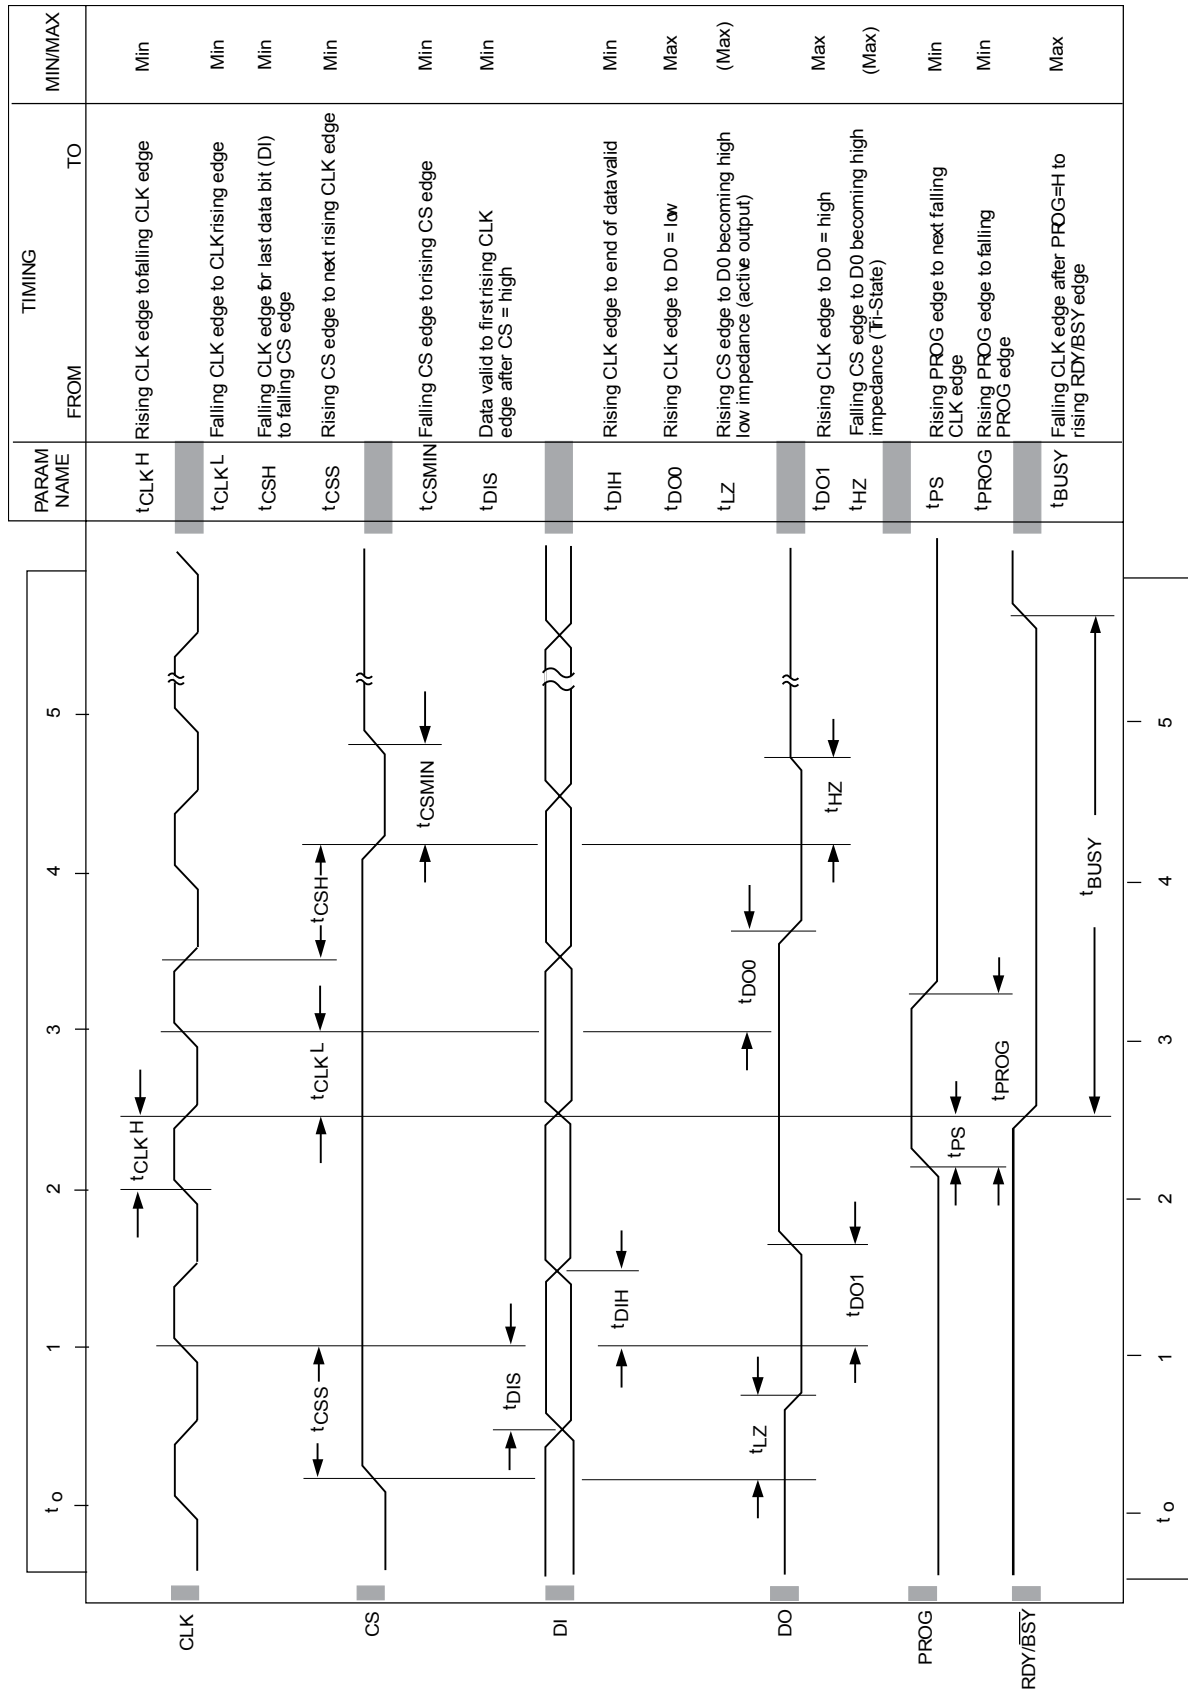 t o 1 2 3 4 5
PARAM NAME
TIMING
FROM TO
MIN/MAX
CLK
CS
DI
DO
PROG
RDY/BSY
tCLK H
tCLK L
tCSS
tCSH
tCSMIN
tDIS
tDIH
tLZ
tDO0
tHZ
tDO1
tPS
tPROG
tBUSY
tCLK H Rising CLK edge to falling CLK edge Min
tCLK L Falling CLK edge to CLK rising edge Min
tCSH Falling CLK edge for last data bit (DI) Min
to falling CS edge
tCSS Rising CS edge to next rising CLK edge Min
tCSMIN Falling CS edge to rising CS edge Min
tDIS Data valid to first rising CLK Min
edge after CS = high
tDIH Rising CLK edge to end of data valid Min
tDO0 Rising CLK edge to D0 = low Max
tLZ Rising CS edge to D0 becoming high (Max)
low impedance (active output)
tDO1 Rising CLK edge to D0 = high Max
tHZ Falling CS edge to D0 becoming high (Max)
impedance (Tri-State)
tPS Rising PROG edge to next falling Min
CLK edge
tPROG Rising PROG edge to falling Min
PROG edge
tBUSY Falling CLK edge after PROG=H to Max
rising RDY/BSY edge
t o 1 2 3 4 5